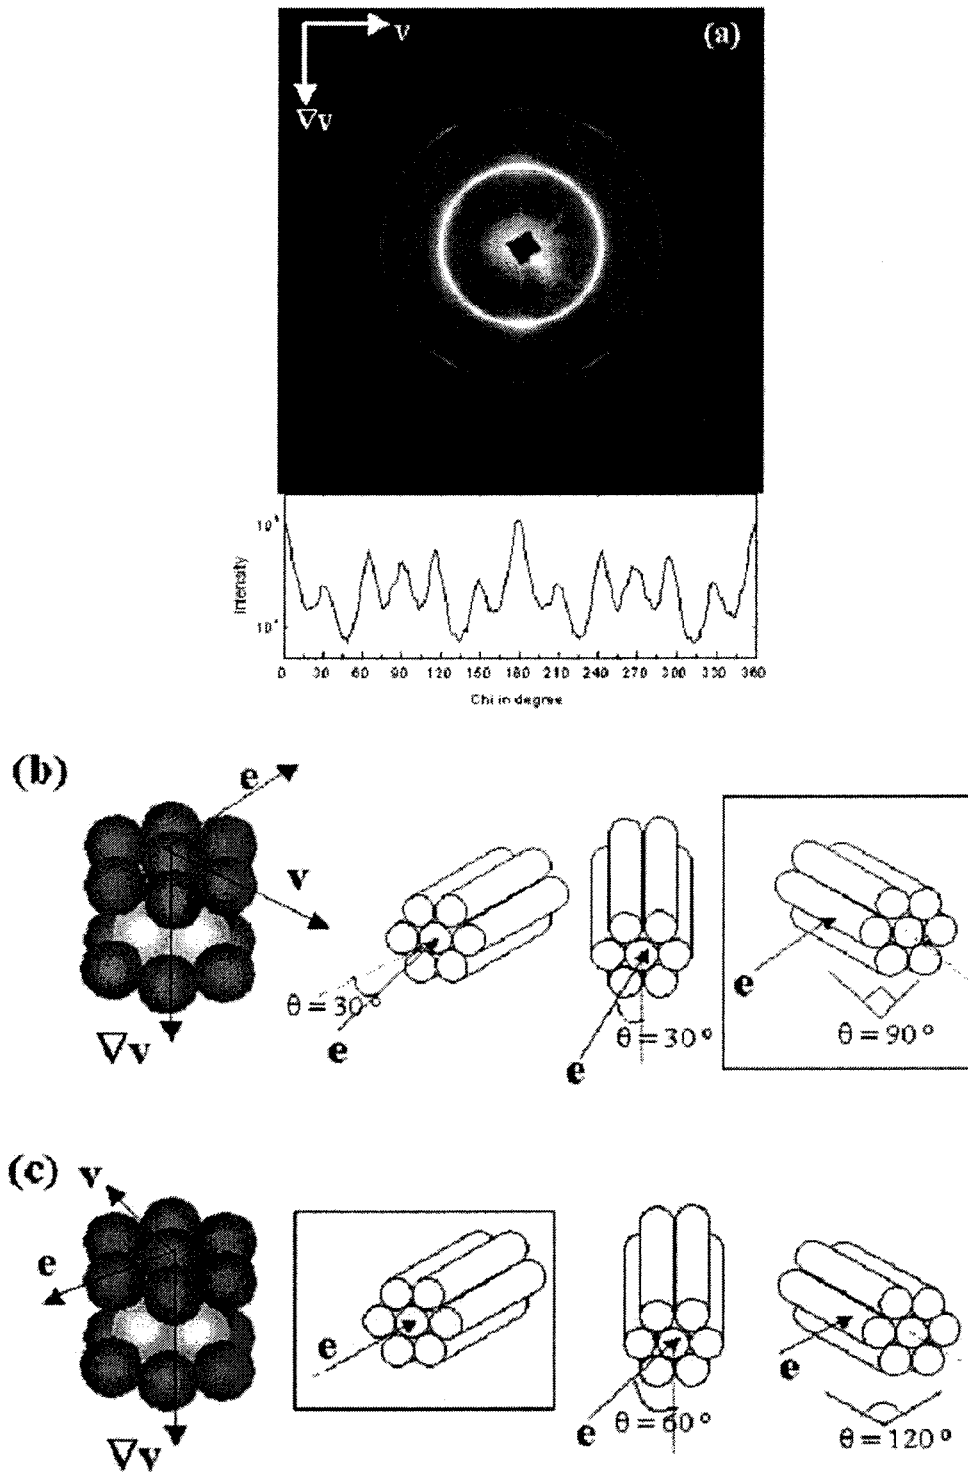 (a)
v
∇v
10⁴
Intensity
0 30 60 90 120 150 180 210 240 270 300 330 360
Chi in degree
(b)
e
v
∇v
θ = 30°
e
θ = 30°
e
e
θ = 90°
(c)
v
e
∇v
e
e
θ = 60°
e
θ = 120°